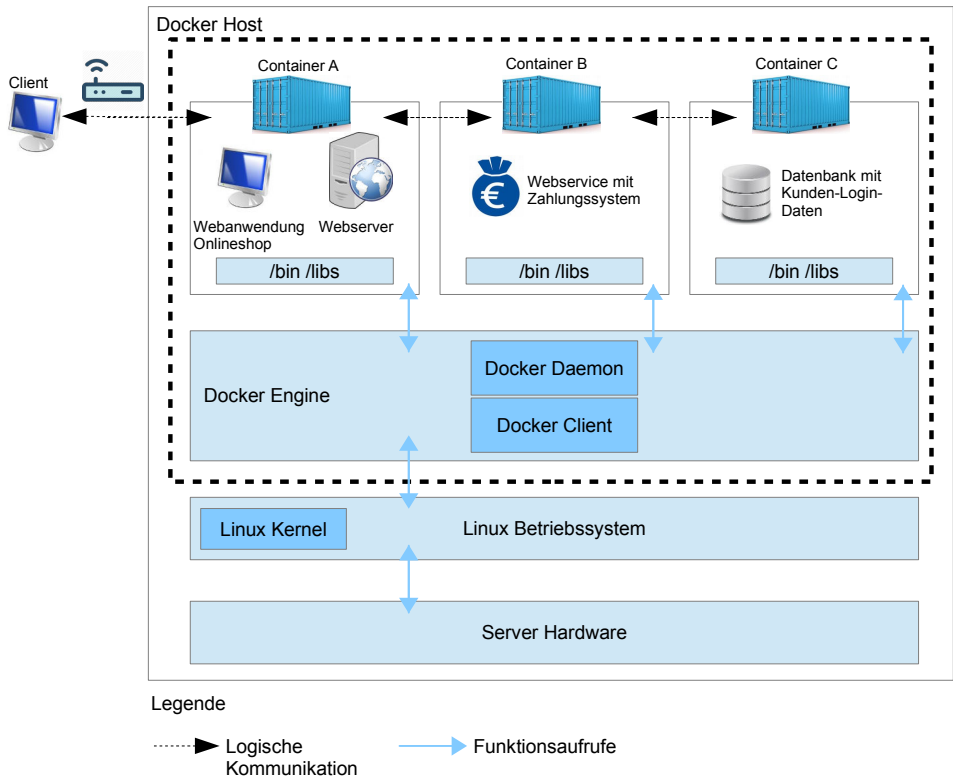 Docker Host
Client
Container A
Container B
Container C
Webanwendung
Onlineshop
Webserver
Webservice mit
Zahlungssystem
Datenbank mit
Kunden-Login-
Daten
/bin /libs
/bin /libs
/bin /libs
Docker Engine
Docker Daemon
Docker Client
Linux Kernel
Linux Betriebssystem
Server Hardware
Legende
Logische
Kommunikation
Funktionsaufrufe